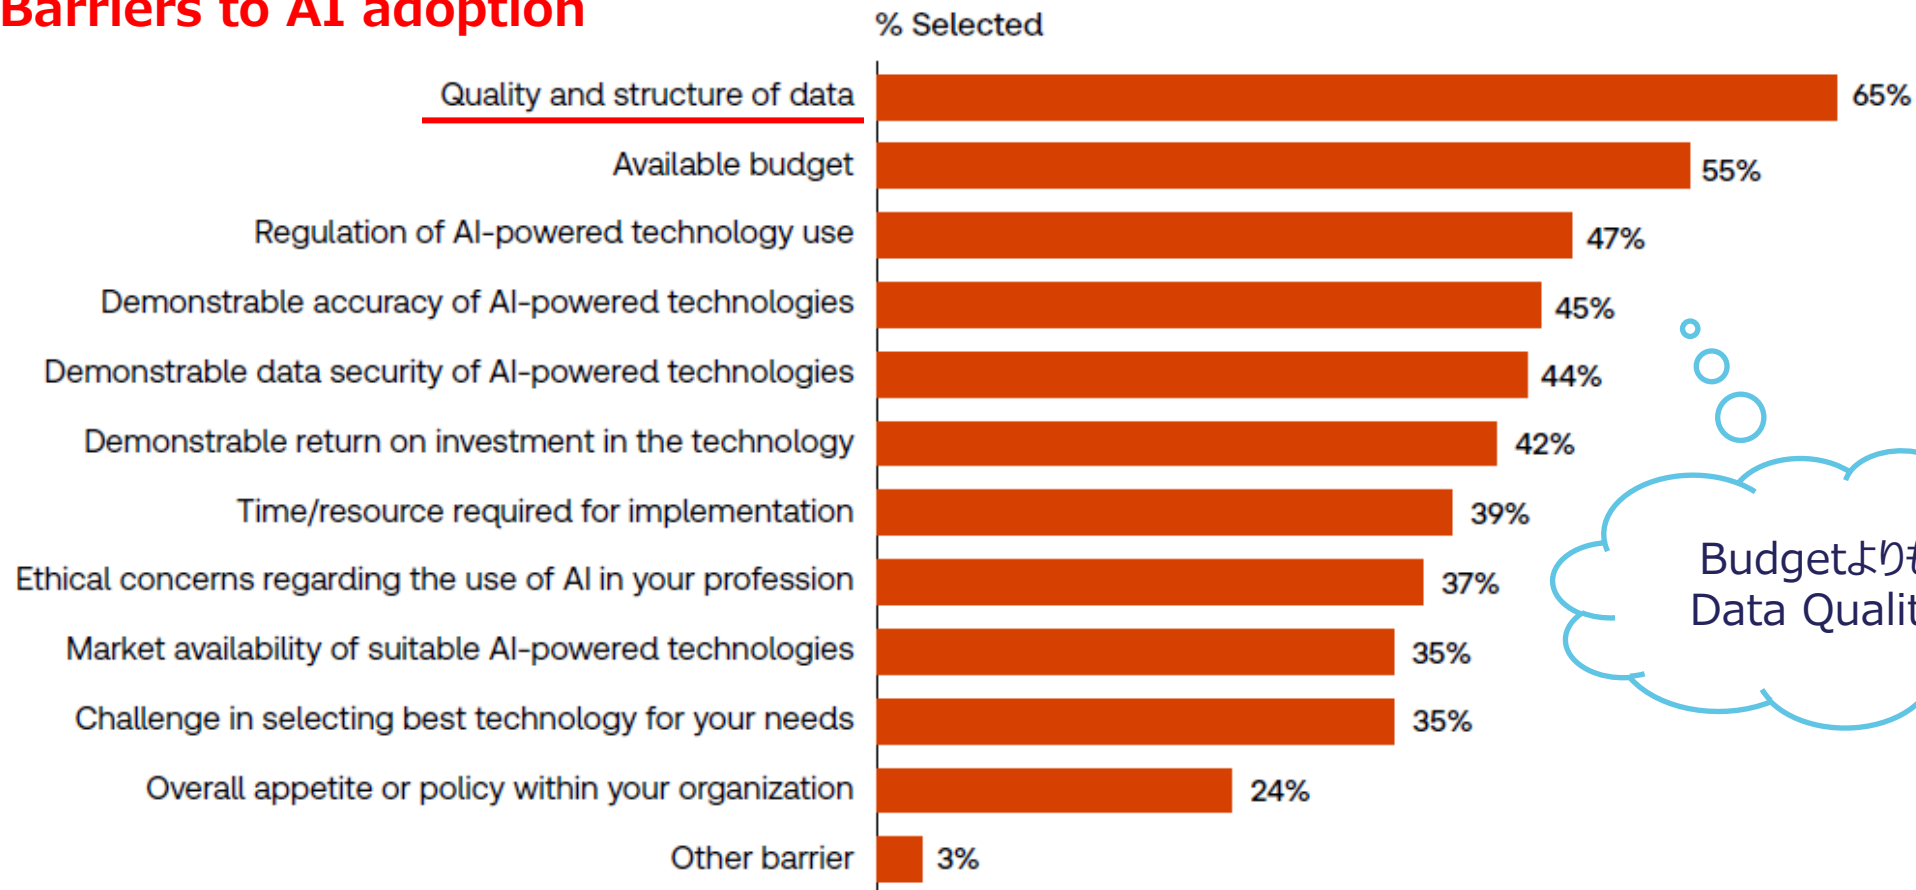 Barriers to AI adoption
% Selected
Quality and structure of data 65%
Available budget 55%
Regulation of AI-powered technology use 47%
Demonstrable accuracy of AI-powered technologies 45%
Demonstrable data security of AI-powered technologies 44%
Demonstrable return on investment in the technology 42%
Time/resource required for implementation 39%
Ethical concerns regarding the use of AI in your profession 37%
Market availability of suitable AI-powered technologies 35%
Challenge in selecting best technology for your needs 35%
Overall appetite or policy within your organization 24%
Other barrier 3%
Budgetよりも
Data Qualit